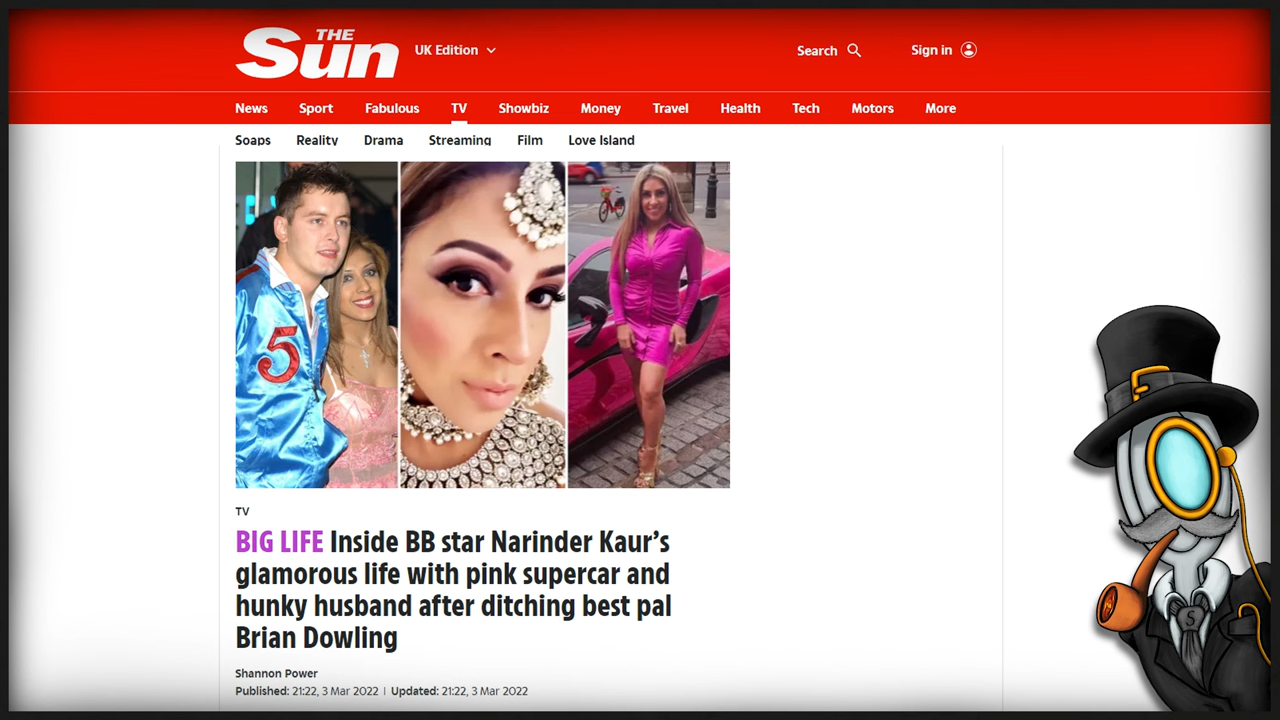 THE
Sun
UK Edition
Search
Sign in
News Sport Fabulous TV Showbiz Money Travel Health Tech Motors More
Soaps Reality Drama Streaming Film Love Island
5
TV
BIG LIFE Inside BB star Narinder Kaur's
glamorous life with pink supercar and
hunky husband after ditching best pal
Brian Dowling
Shannon Power
Published: 21:22, 3 Mar 2022 | Updated: 21:22, 3 Mar 2022
S